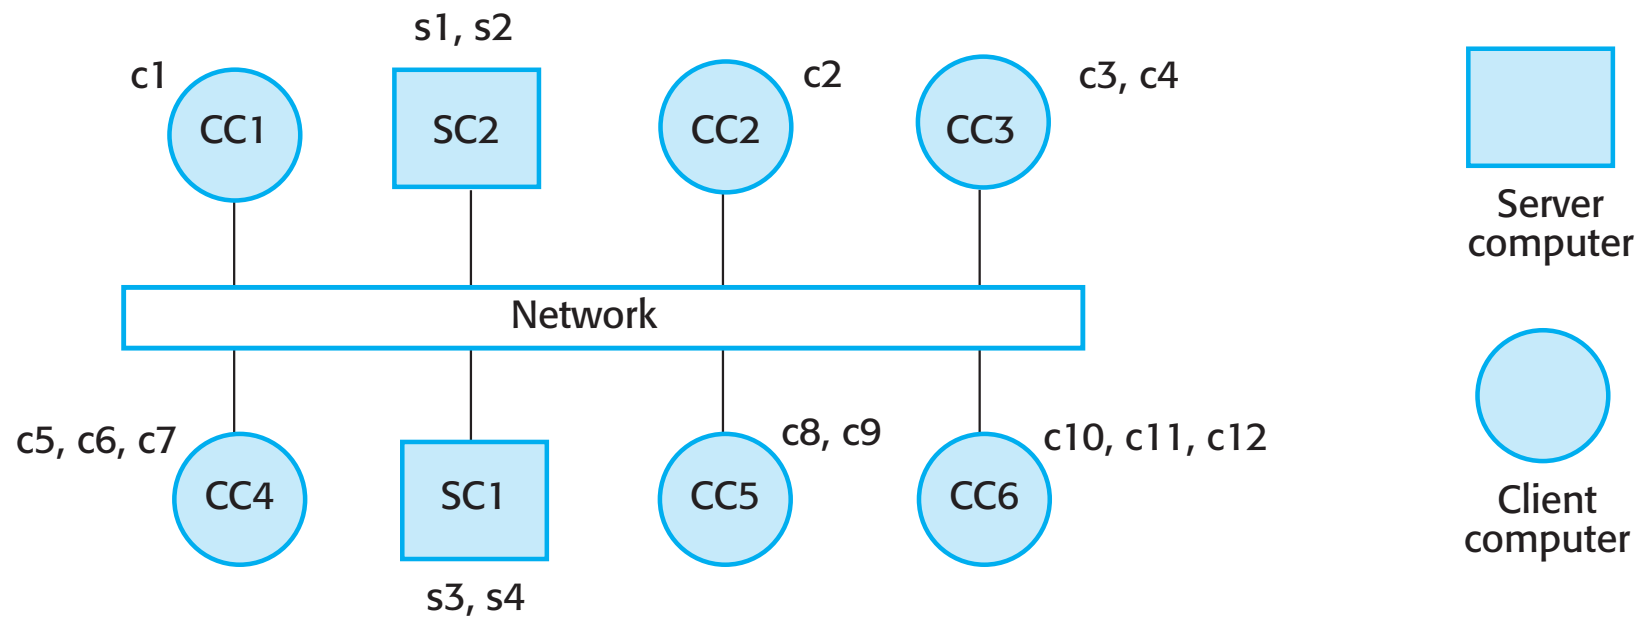 s1, s2
c1
CC1
SC2
CC2
c2
CC3
c3, c4
Server
computer
Network
c5, c6, c7
CC4
SC1
s3, s4
CC5
c8, c9
CC6
c10, c11, c12
Client
computer